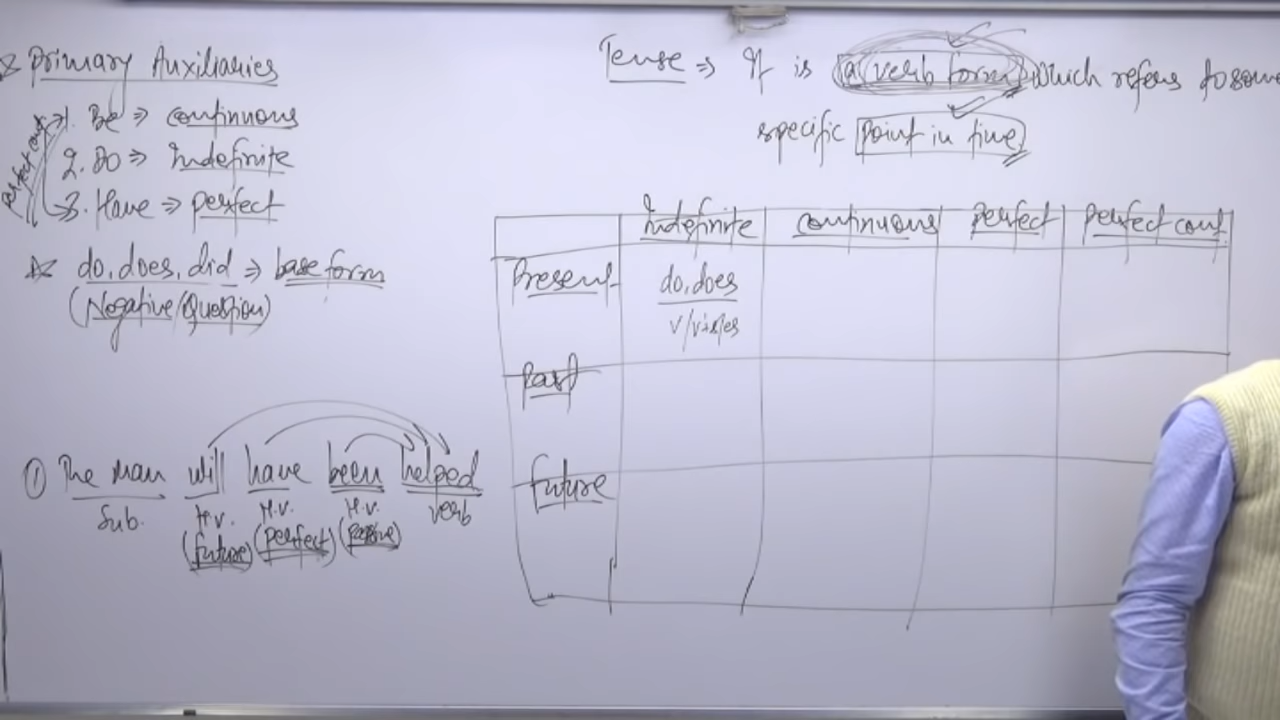 Primary Auxiliaries
1. Be ⇒ continuous
2. Do ⇒ Indefinite
3. Have ⇒ perfect
perfect cont
do, does, did ⇒ base form
(Negative/Question)
① The man will have been helped
Sub. H.v. H.v. H.v. verb
(future) (perfect) (passive)
Tense ⇒ It is (a) verb form which refers to some
specific point in time
Indefinite continuous perfect perfect cont.
Present do, does
v/v+s/es
Past
future